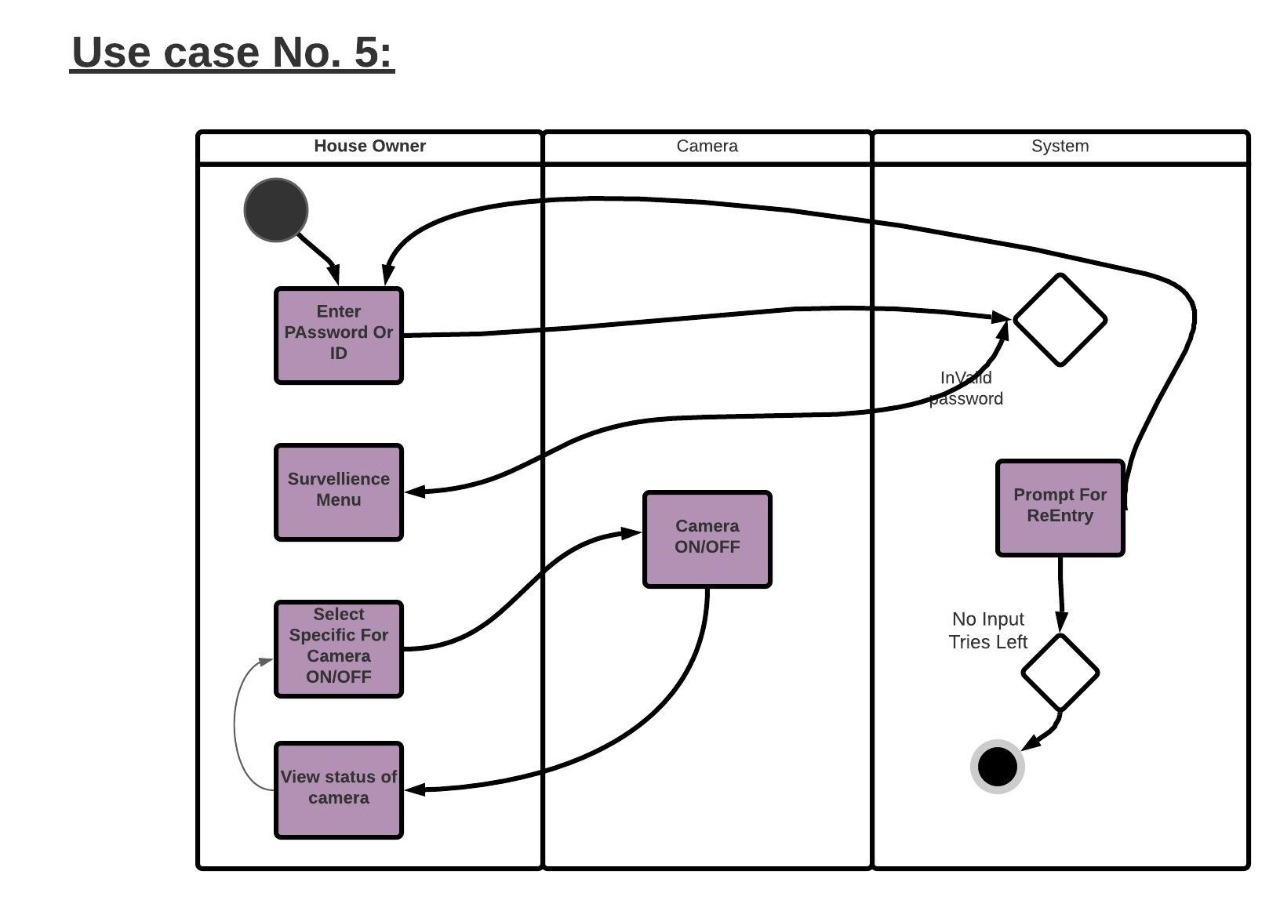 Use case No. 5:
House Owner
Camera
System
Enter
PAssword Or
ID
InValid
password
Survellience
Menu
Prompt For
ReEntry
Camera
ON/OFF
Select
Specific For
Camera
ON/OFF
No Input
Tries Left
View status of
camera